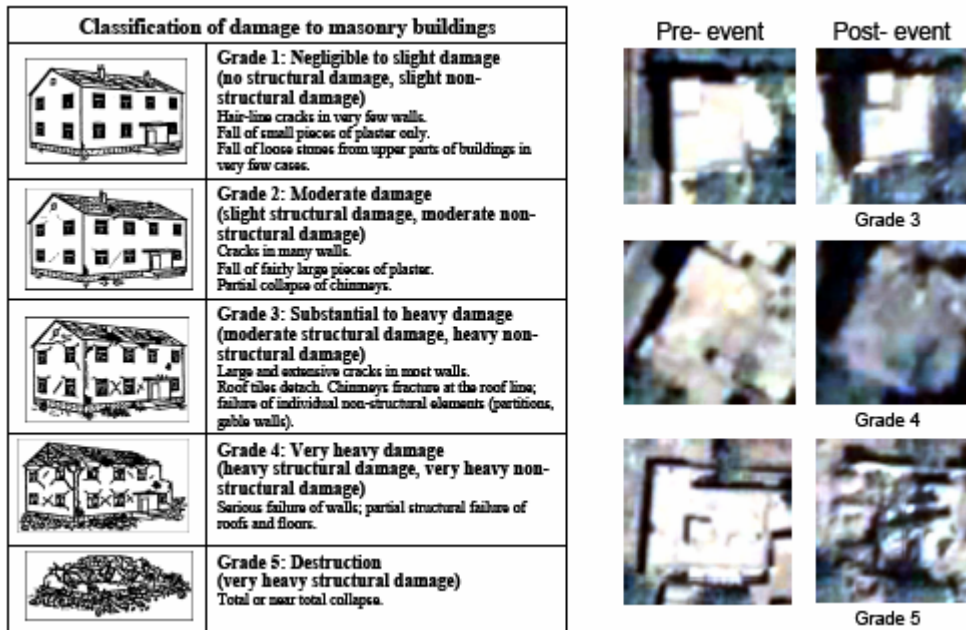 Classification of damage to masonry buildings
Grade 1: Negligible to slight damage
(no structural damage, slight non-
structural damage)
Hair-line cracks in very few walls.
Fall of small pieces of plaster only.
Fall of loose stones from upper parts of buildings in
very few cases.
Grade 2: Moderate damage
(slight structural damage, moderate non-
structural damage)
Cracks in many walls.
Fall of fairly large pieces of plaster.
Partial collapse of chimneys.
Grade 3: Substantial to heavy damage
(moderate structural damage, heavy non-
structural damage)
Large and extensive cracks in most walls.
Roof tiles detach. Chimneys fracture at the roof line;
failure of individual non-structural elements (partitions,
gable walls).
Grade 4: Very heavy damage
(heavy structural damage, very heavy non-
structural damage)
Serious failure of walls; partial structural failure of
roofs and floors.
Grade 5: Destruction
(very heavy structural damage)
Total or near total collapse.
Pre- event Post- event
Grade 3
Grade 4
Grade 5